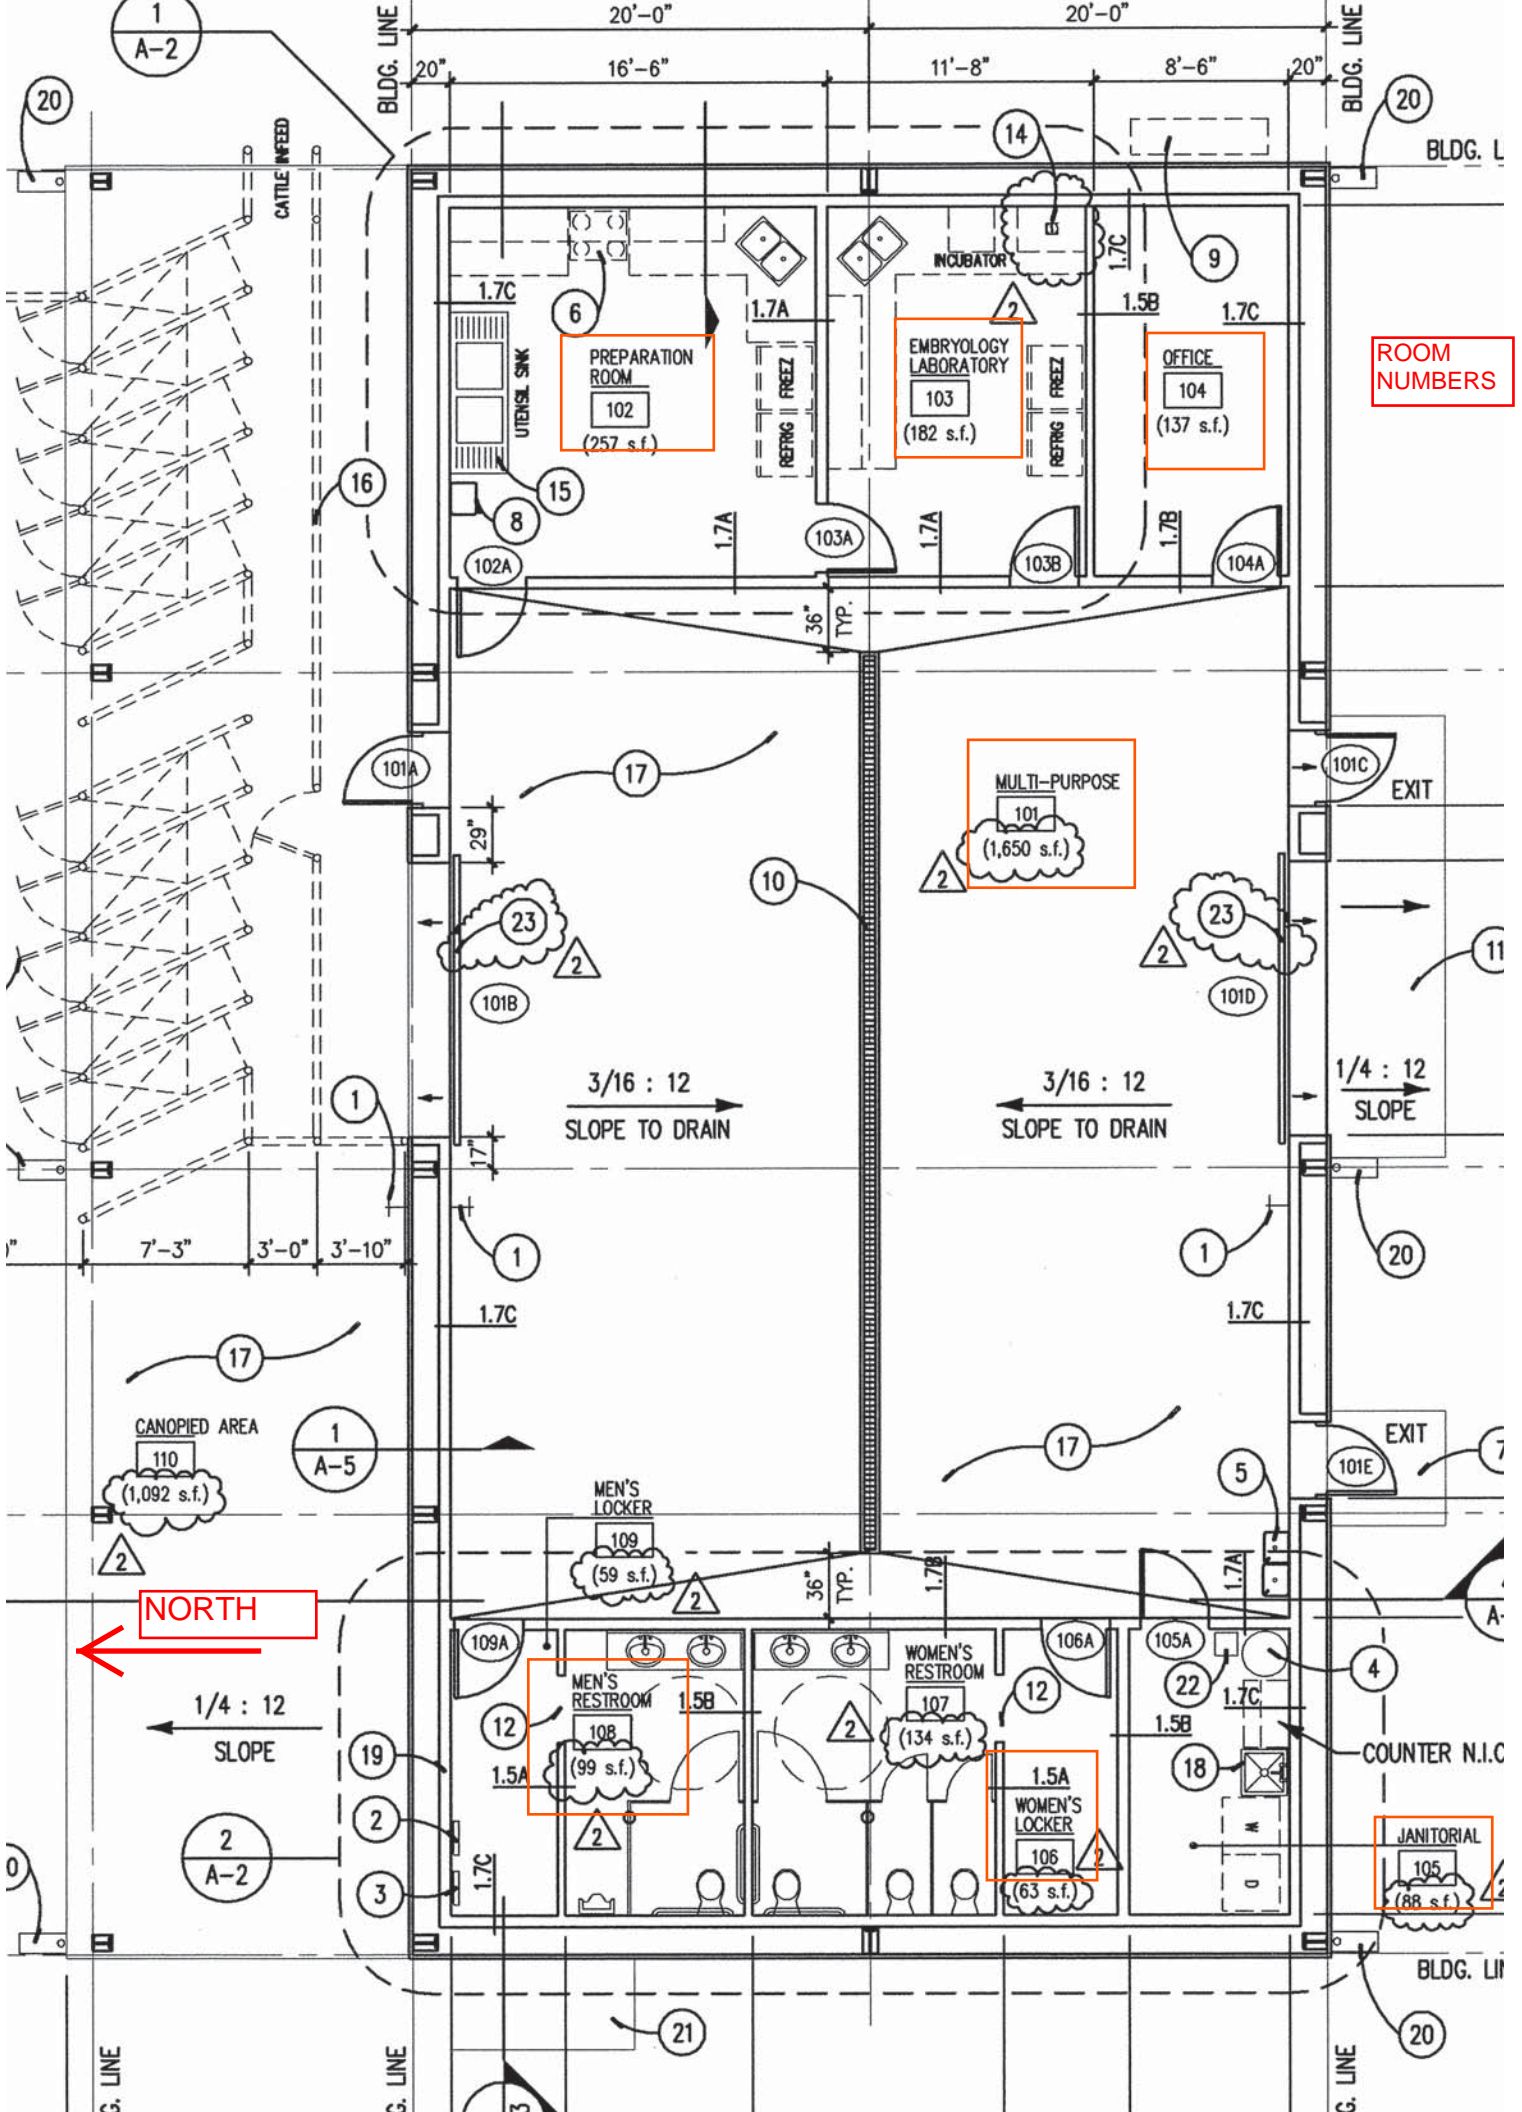 1
A-2
BLDG. LINE
20'-0"
20'-0"
BLDG. LINE
20"
16'-6"
11'-8"
8'-6"
20"
20
20
CATTLE INFEED
14
BLDG. L
9
INCUBATOR
1.7C
1.7C
6
2
1.7A
1.5B
1.7C
PREPARATION
ROOM
102
(257 s.f.)
UTENSIL SINK
FREEZ
REFRIG
EMBRYOLOGY
LABORATORY
103
(182 s.f.)
FREEZ
REFRIG
OFFICE
104
(137 s.f.)
ROOM
NUMBERS
16
15
8
1.7A
103A
1.7A
1.7B
102A
103B
104A
36"
TYP.
101A
17
101C
EXIT
MULTI-PURPOSE
101
(1,650 s.f.)
2
29"
10
23
2
23
2
11
101B
101D
1
3/16 : 12
SLOPE TO DRAIN
3/16 : 12
SLOPE TO DRAIN
1/4 : 12
SLOPE
17"
7'-3"
3'-0"
3'-10"
1
1
20
1.7C
1.7C
17
CANOPIED AREA
110
(1,092 s.f.)
2
1
A-5
17
EXIT
101E
7
5
MEN'S
LOCKER
109
(59 s.f.)
2
36"
TYP.
1.7B
1.7A
A-
NORTH
109A
WOMEN'S
RESTROOM
107
(134 s.f.)
2
106A
105A
22
4
MEN'S
RESTROOM
108
(99 s.f.)
2
1.5B
12
12
1.7C
1.5B
1/4 : 12
SLOPE
19
1.5A
1.5A
18
COUNTER N.I.C
2
A-2
2
3
1.7C
WOMEN'S
LOCKER
106
(63 s.f.)
2
W
D
JANITORIAL
105
(88 s.f.)
2
0
BLDG. LIN
21
20
G. LINE
G. LINE
G. LINE
3